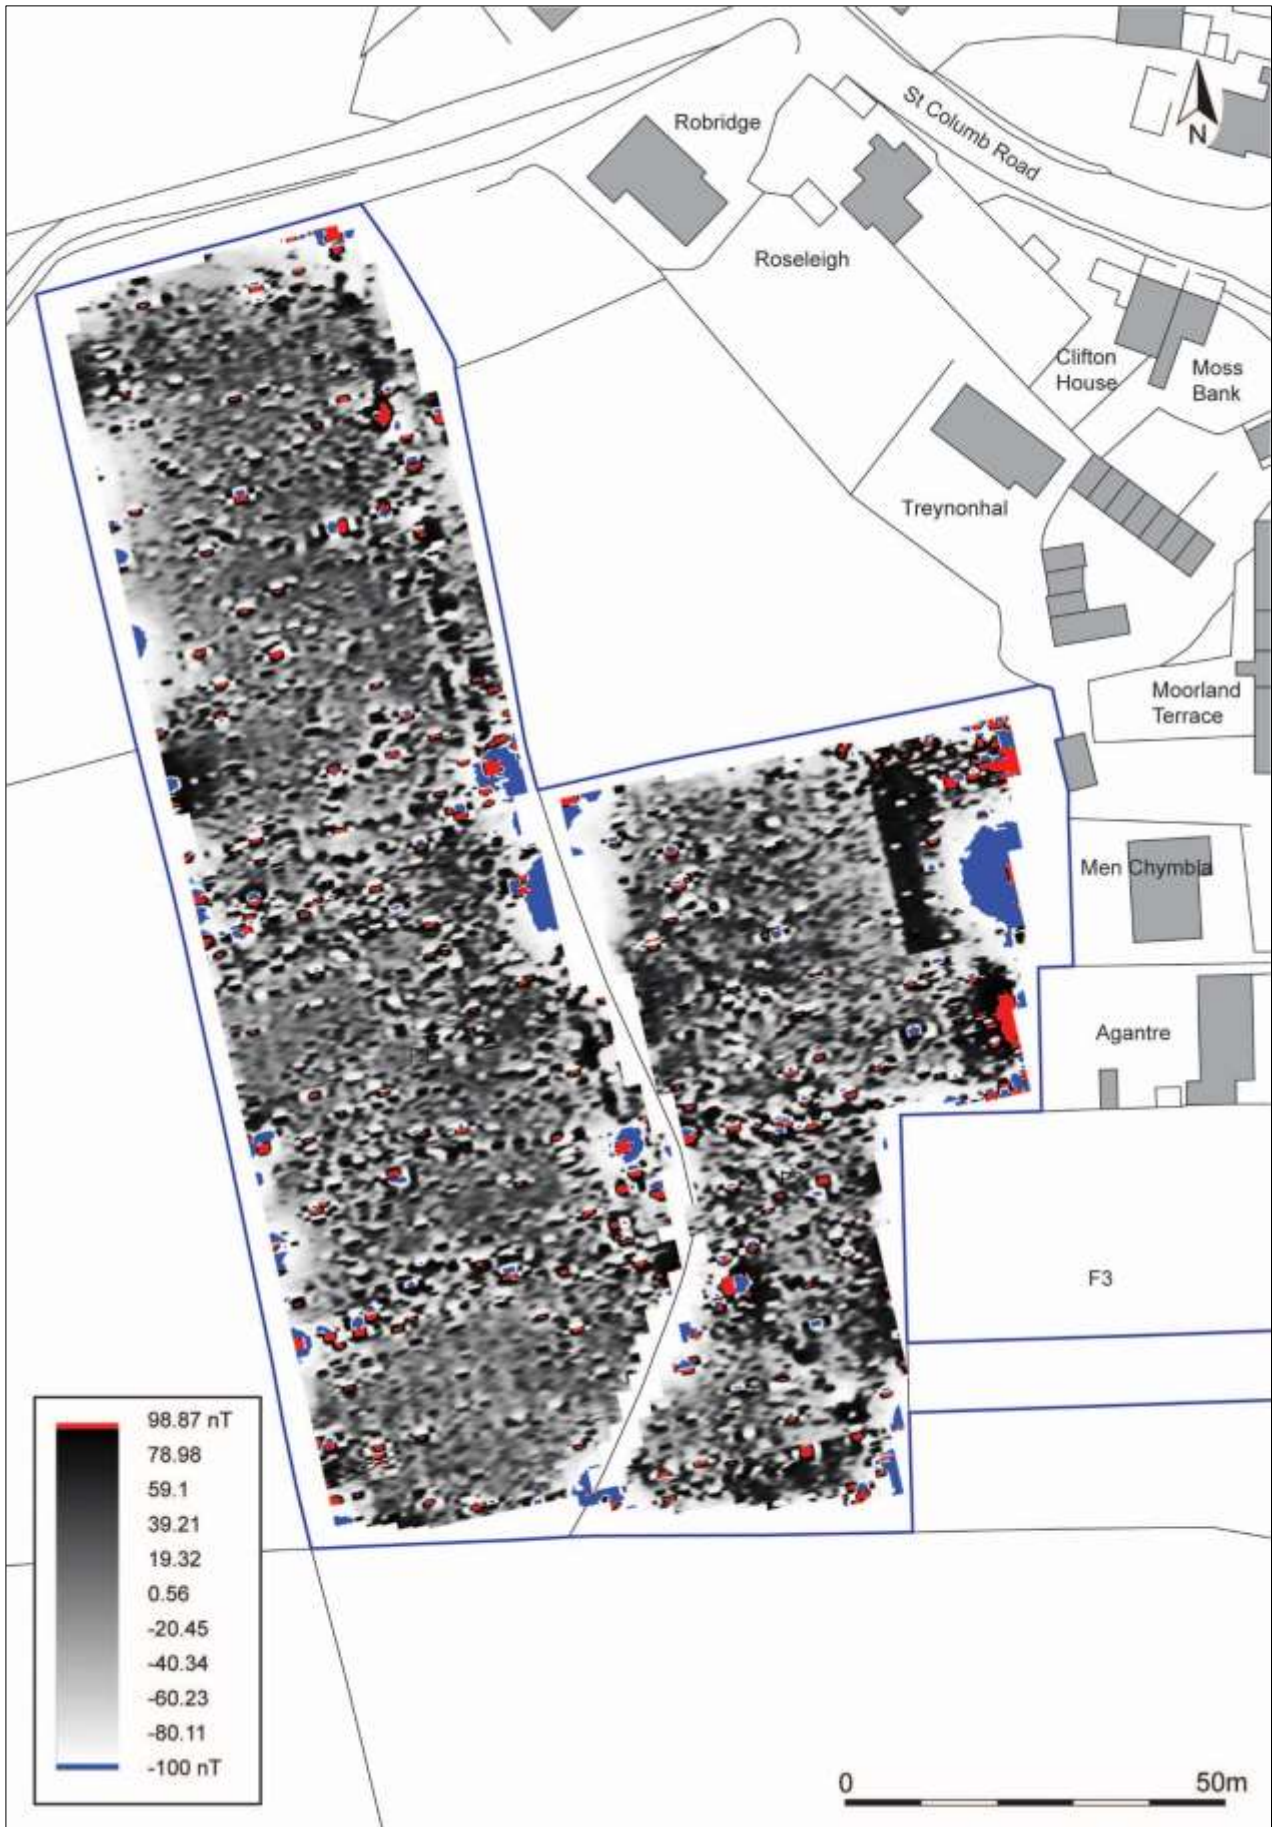 Robridge
St Columb Road
N
Roseleigh
Clifton
House
Moss
Bank
Treynonhal
Moorland
Terrace
Men Chymbla
Agantre
F3
98.87 nT
78.98
59.1
39.21
19.32
0.56
-20.45
-40.34
-60.23
-80.11
-100 nT
0
50m